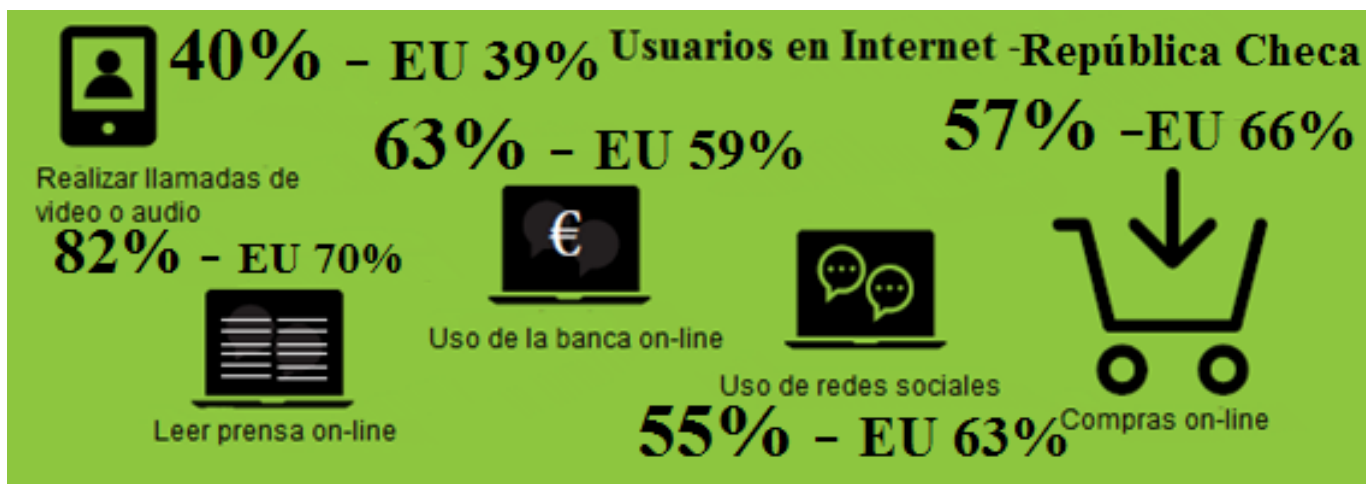 40% - EU 39%
Usuarios en Internet -República Checa
63% - EU 59%
57% -EU 66%
Realizar llamadas de
video o audio
82% - EU 70%
€
Uso de la banca on-line
Leer prensa on-line
Uso de redes sociales
55% - EU 63%
Compras on-line